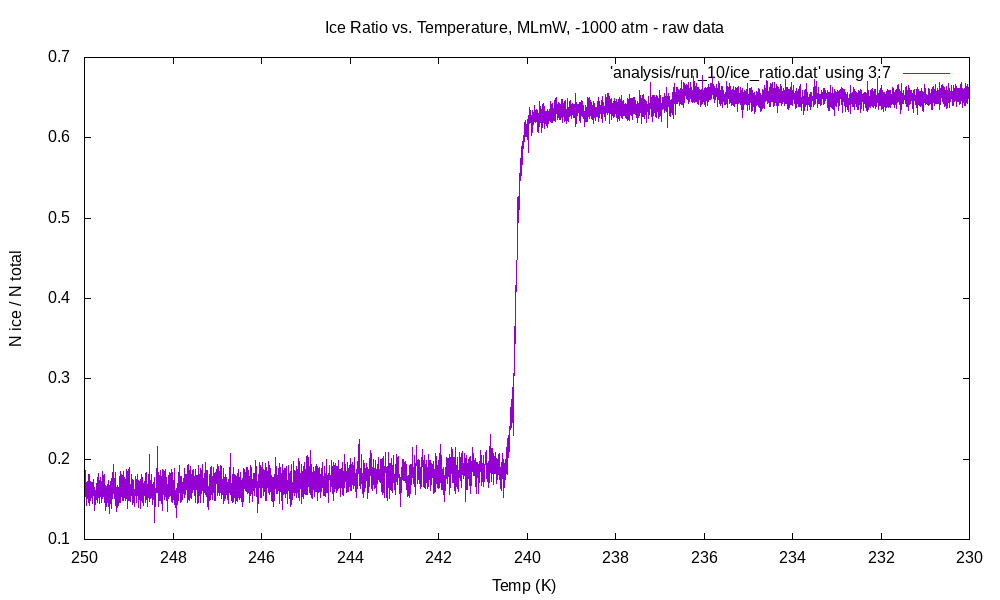 Ice Ratio vs. Temperature, MLmW, -1000 atm - raw data
'analysis/run_10/ice_ratio.dat' using 3:7
N ice / N total
0.7
0.6
0.5
0.4
0.3
0.2
0.1
250 248 246 244 242 240 238 236 234 232 230
Temp (K)